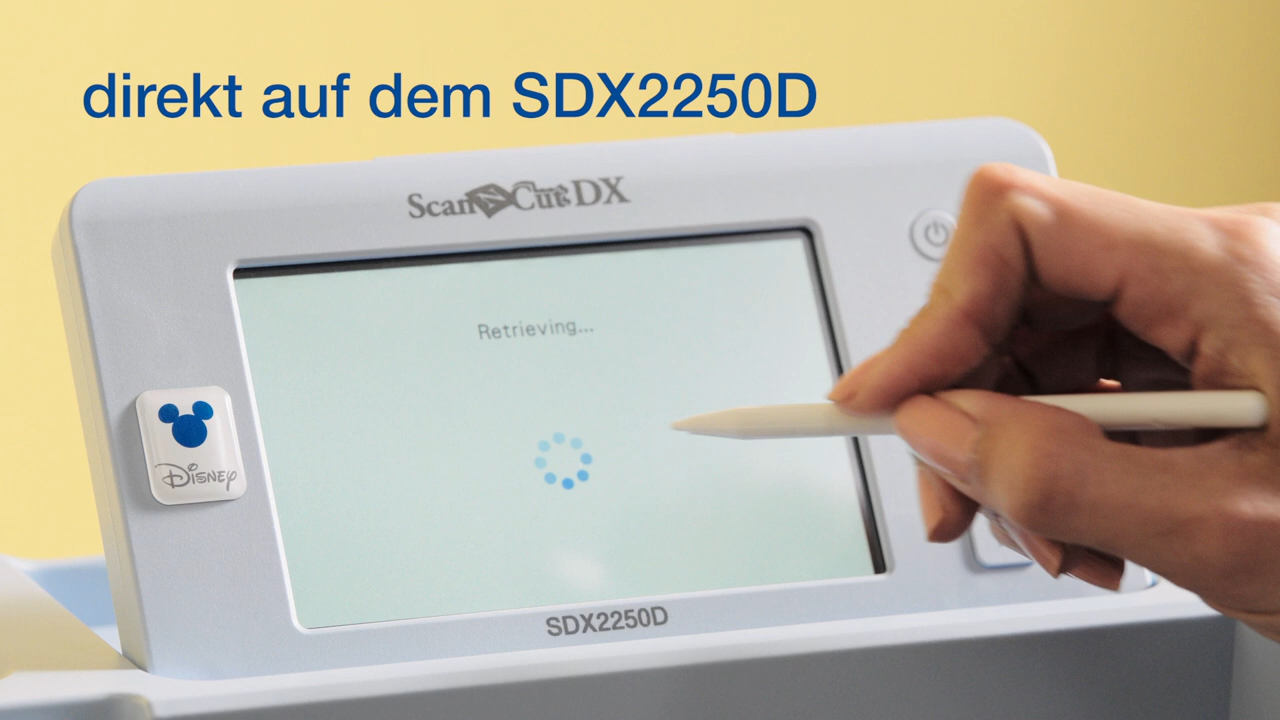 direkt auf dem SDX2250D
ScanNCut DX
Retrieving...
Disney
SDX2250D